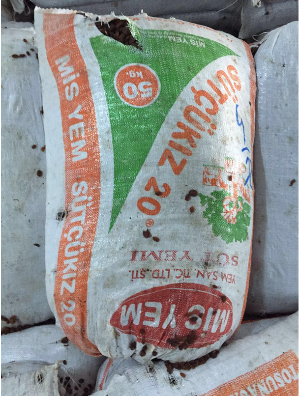 MİS YEM
YEM SAN. TİC. LTD. ŞTİ.
SÜT YEMİ
SÜTÇÜKIZ 20
50
kg.
MİS YEM
MİS YEM SÜTÇÜKIZ 20